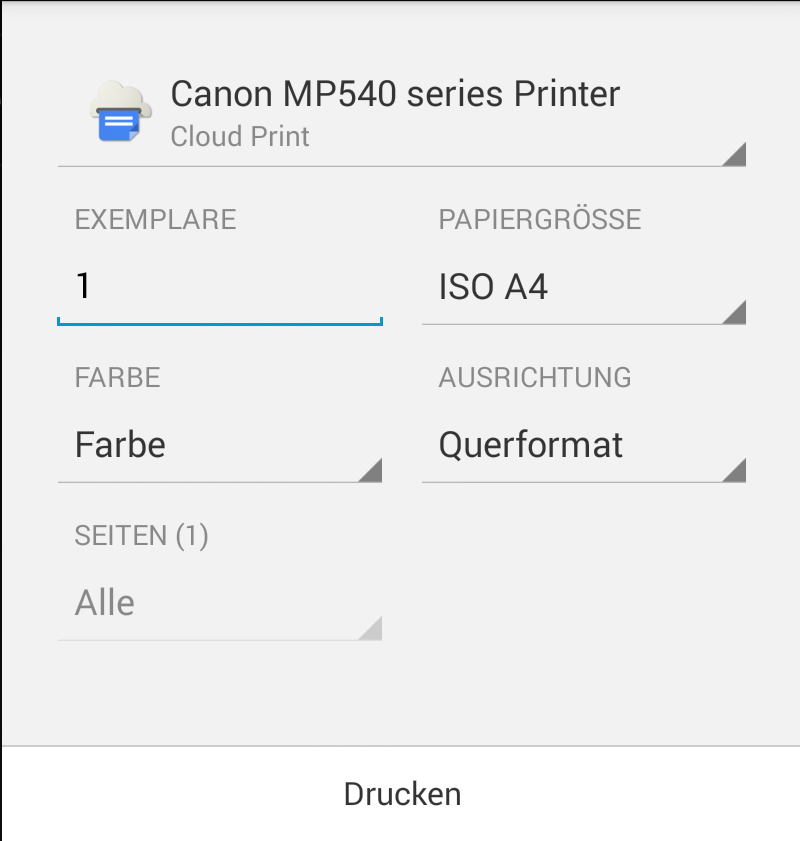 Canon MP540 series Printer
Cloud Print
EXEMPLARE
1
PAPIERGRÖSSE
ISO A4
FARBE
Farbe
AUSRICHTUNG
Querformat
SEITEN (1)
Alle
Drucken